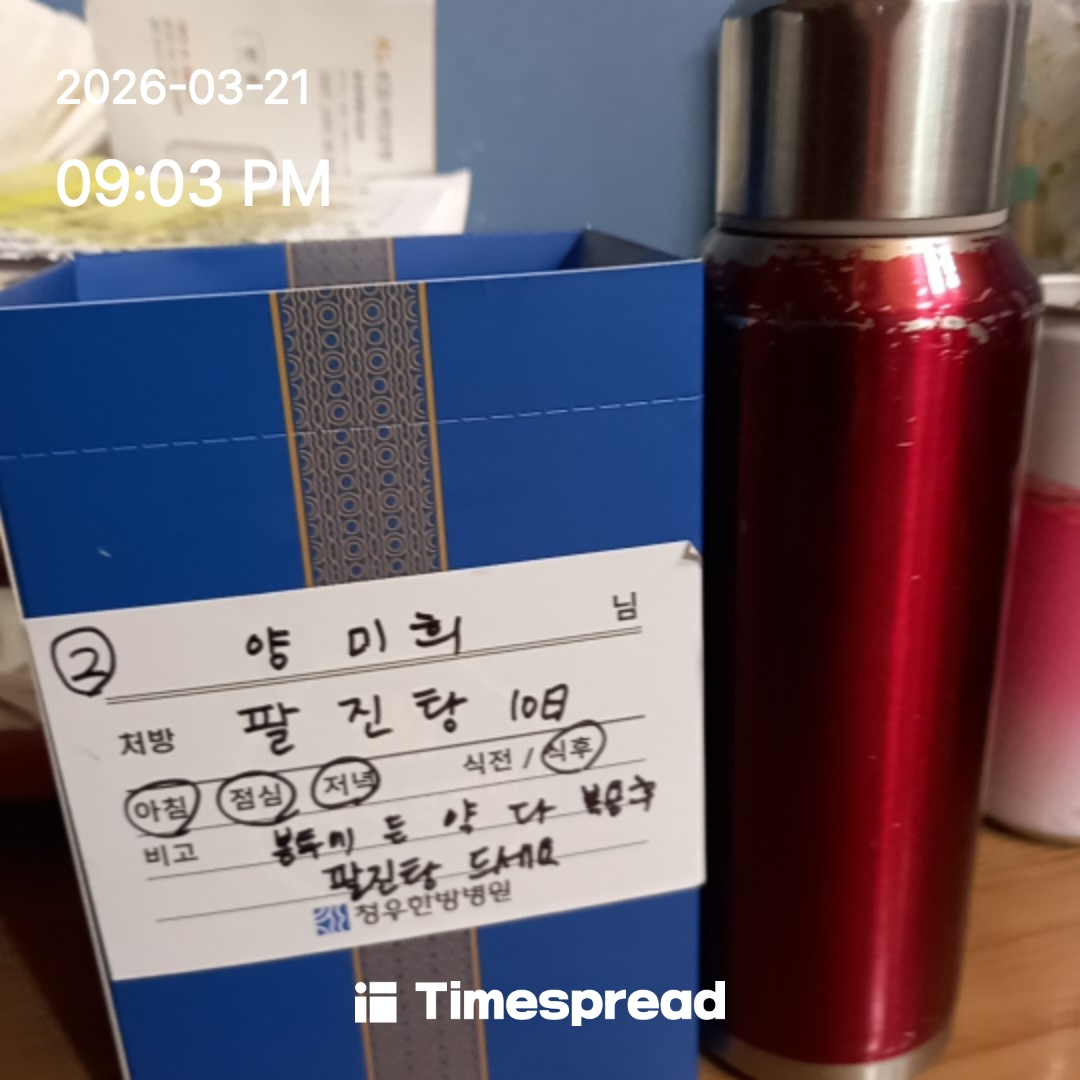 2026-03-21
09:03 PM
② 양 미 희 님
처방 팔 진 탕 10日
아침 점심 저녁 식전 / 식후
비고 봉투에 든 약 다 복용후
팔진탕 드세요
청우한방병원
Timespread